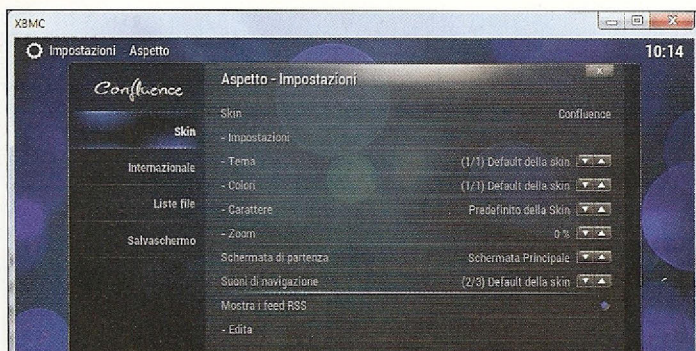 XBMC
Impostazioni Aspetto 10:14
Confluence
Skin
Internazionale
Liste file
Salvaschermo
Aspetto - Impostazioni
Skin Confluence
- Impostazioni
- Tema (1/1) Default della skin
- Colori (1/1) Default della skin
- Carattere Predefinito della Skin
- Zoom 0 %
Schermata di partenza Schermata Principale
Suoni di navigazione (2/3) Default della skin
Mostra i feed RSS
- Edita